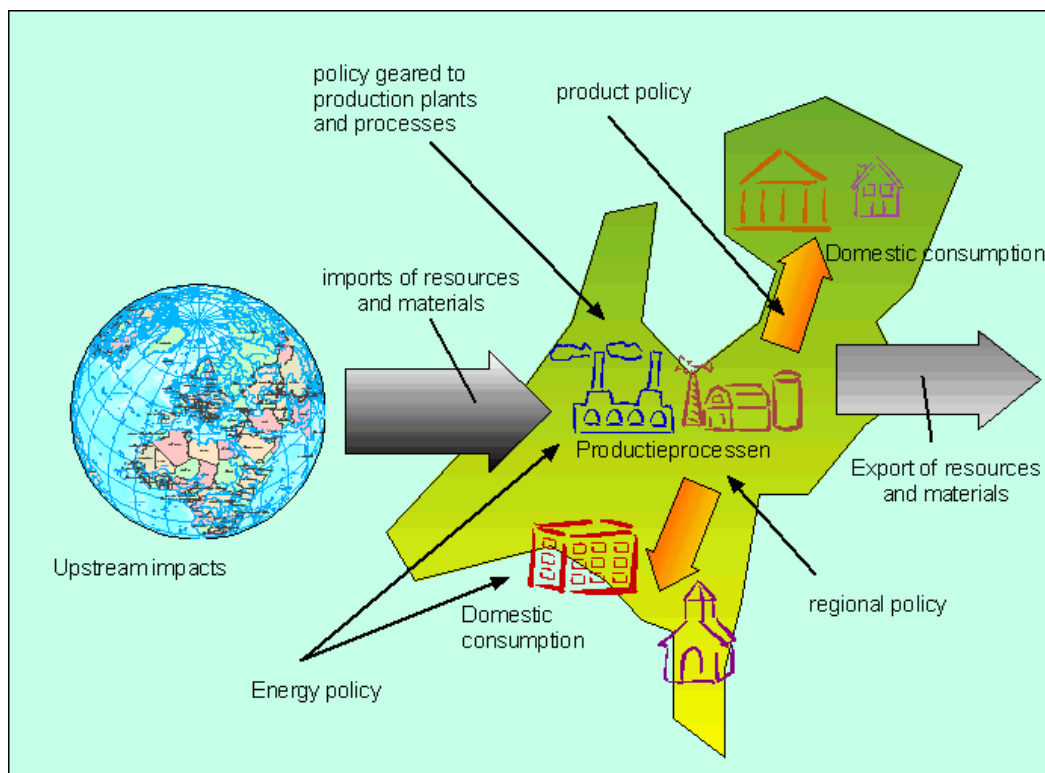 policy geared to
production plants
and processes
product policy
Domestic consumption
imports of resources
and materials
Productieprocessen
Export of resources
and materials
Upstream impacts
Domestic
consumption
regional policy
Energy policy